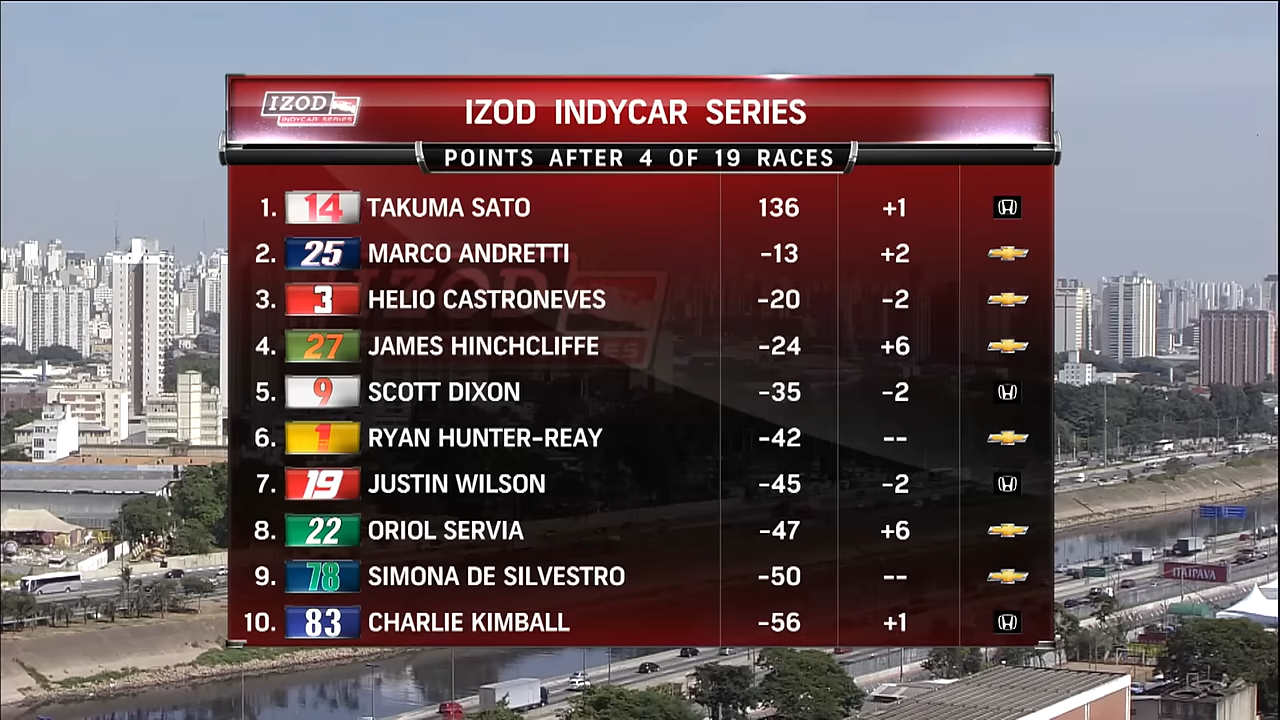 IZOD
INDYCAR SERIES
IZOD INDYCAR SERIES
POINTS AFTER 4 OF 19 RACES
1. 14 TAKUMA SATO 136 +1
2. 25 MARCO ANDRETTI -13 +2
3. 3 HELIO CASTRONEVES -20 -2
4. 27 JAMES HINCHCLIFFE -24 +6
5. 9 SCOTT DIXON -35 -2
6. 1 RYAN HUNTER-REAY -42 --
7. 19 JUSTIN WILSON -45 -2
8. 22 ORIOL SERVIA -47 +6
9. 78 SIMONA DE SILVESTRO -50 --
10. 83 CHARLIE KIMBALL -56 +1
ITAIPAVA